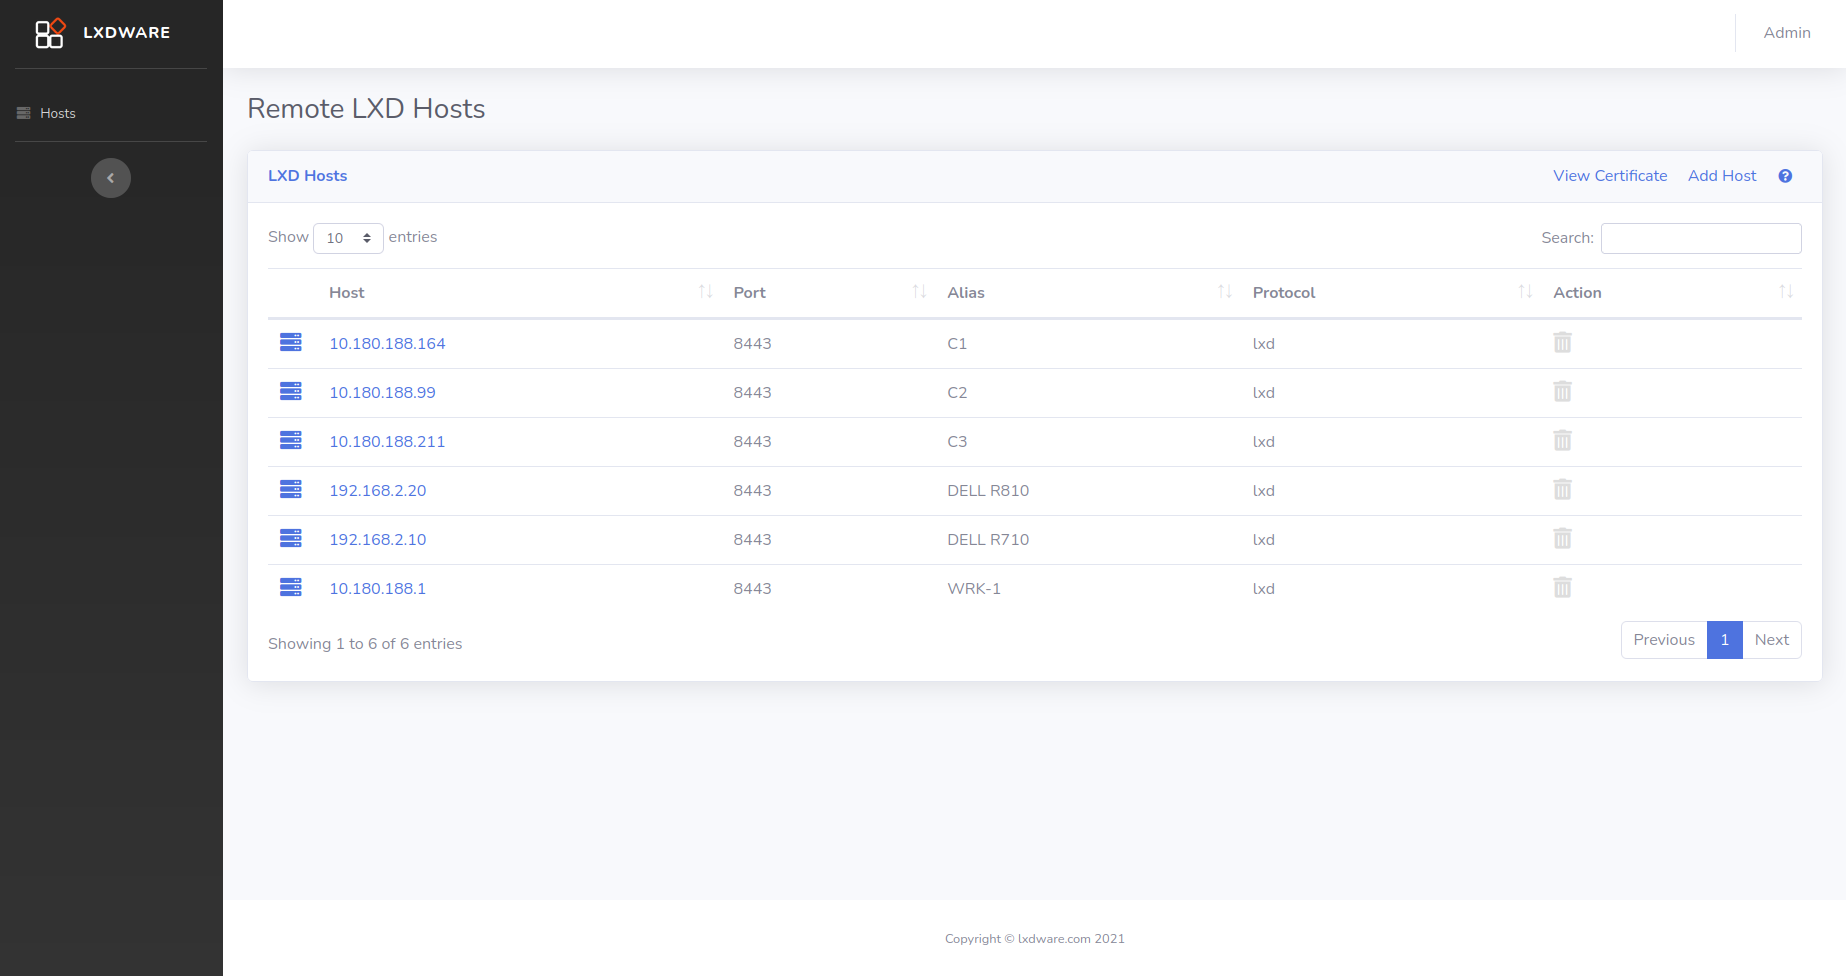 LXDWARE
Admin
Hosts
Remote LXD Hosts
LXD Hosts View Certificate Add Host
Show 10 entries Search:
Host Port Alias Protocol Action
10.180.188.164 8443 C1 lxd
10.180.188.99 8443 C2 lxd
10.180.188.211 8443 C3 lxd
192.168.2.20 8443 DELL R810 lxd
192.168.2.10 8443 DELL R710 lxd
10.180.188.1 8443 WRK-1 lxd
Showing 1 to 6 of 6 entries Previous 1 Next
Copyright © lxdware.com 2021